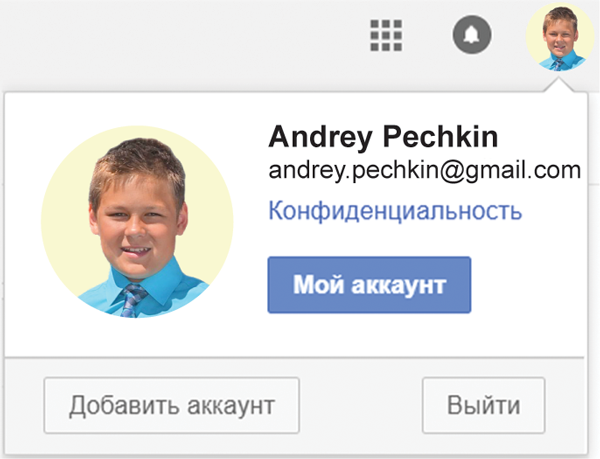 Andrey Pechkin
andrey.pechkin@gmail.com
Конфиденциальность
Мой аккаунт
Добавить аккаунт
Выйти